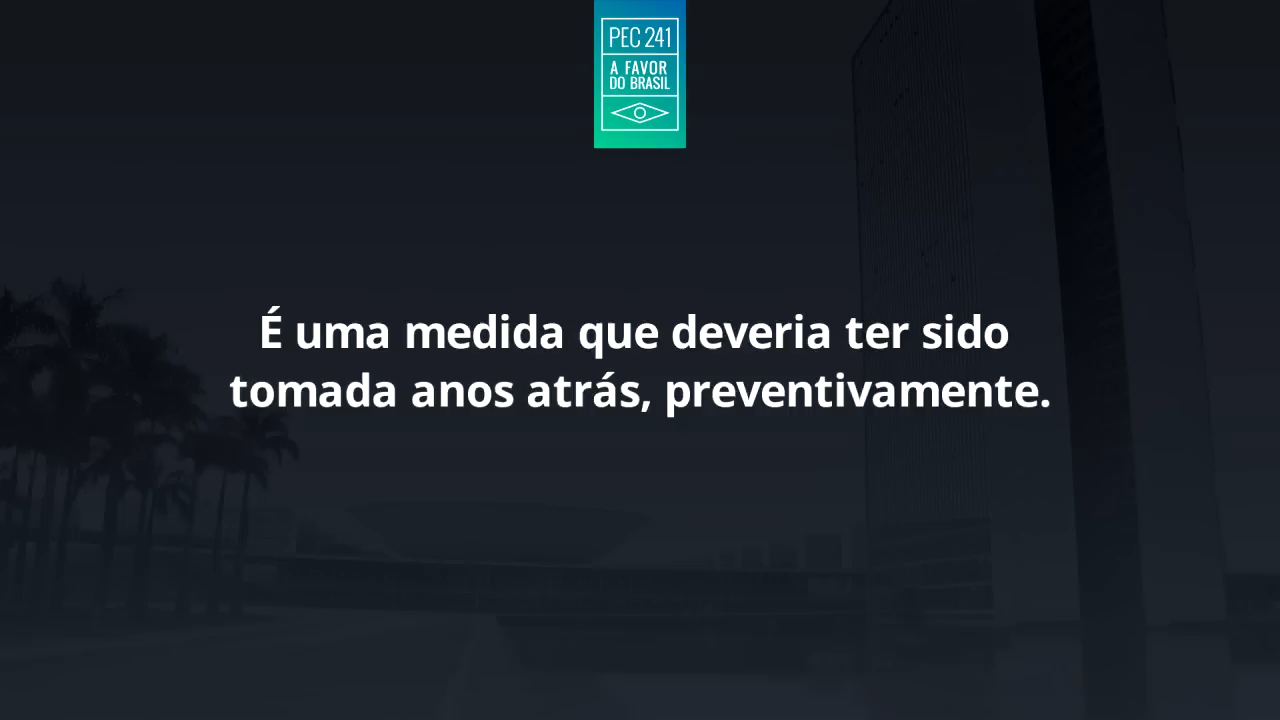 PEC 241
A FAVOR
DO BRASIL
É uma medida que deveria ter sido
tomada anos atrás, preventivamente.